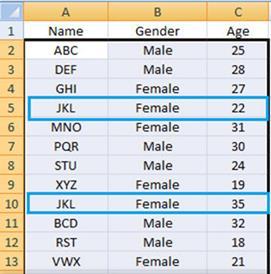 A B C
1 Name Gender Age
2 ABC Male 25
3 DEF Male 28
4 GHI Female 27
5 JKL Female 22
6 MNO Female 31
7 PQR Male 30
8 STU Male 24
9 XYZ Female 19
10 JKL Female 35
11 BCD Male 32
12 RST Male 18
13 VWX Female 21